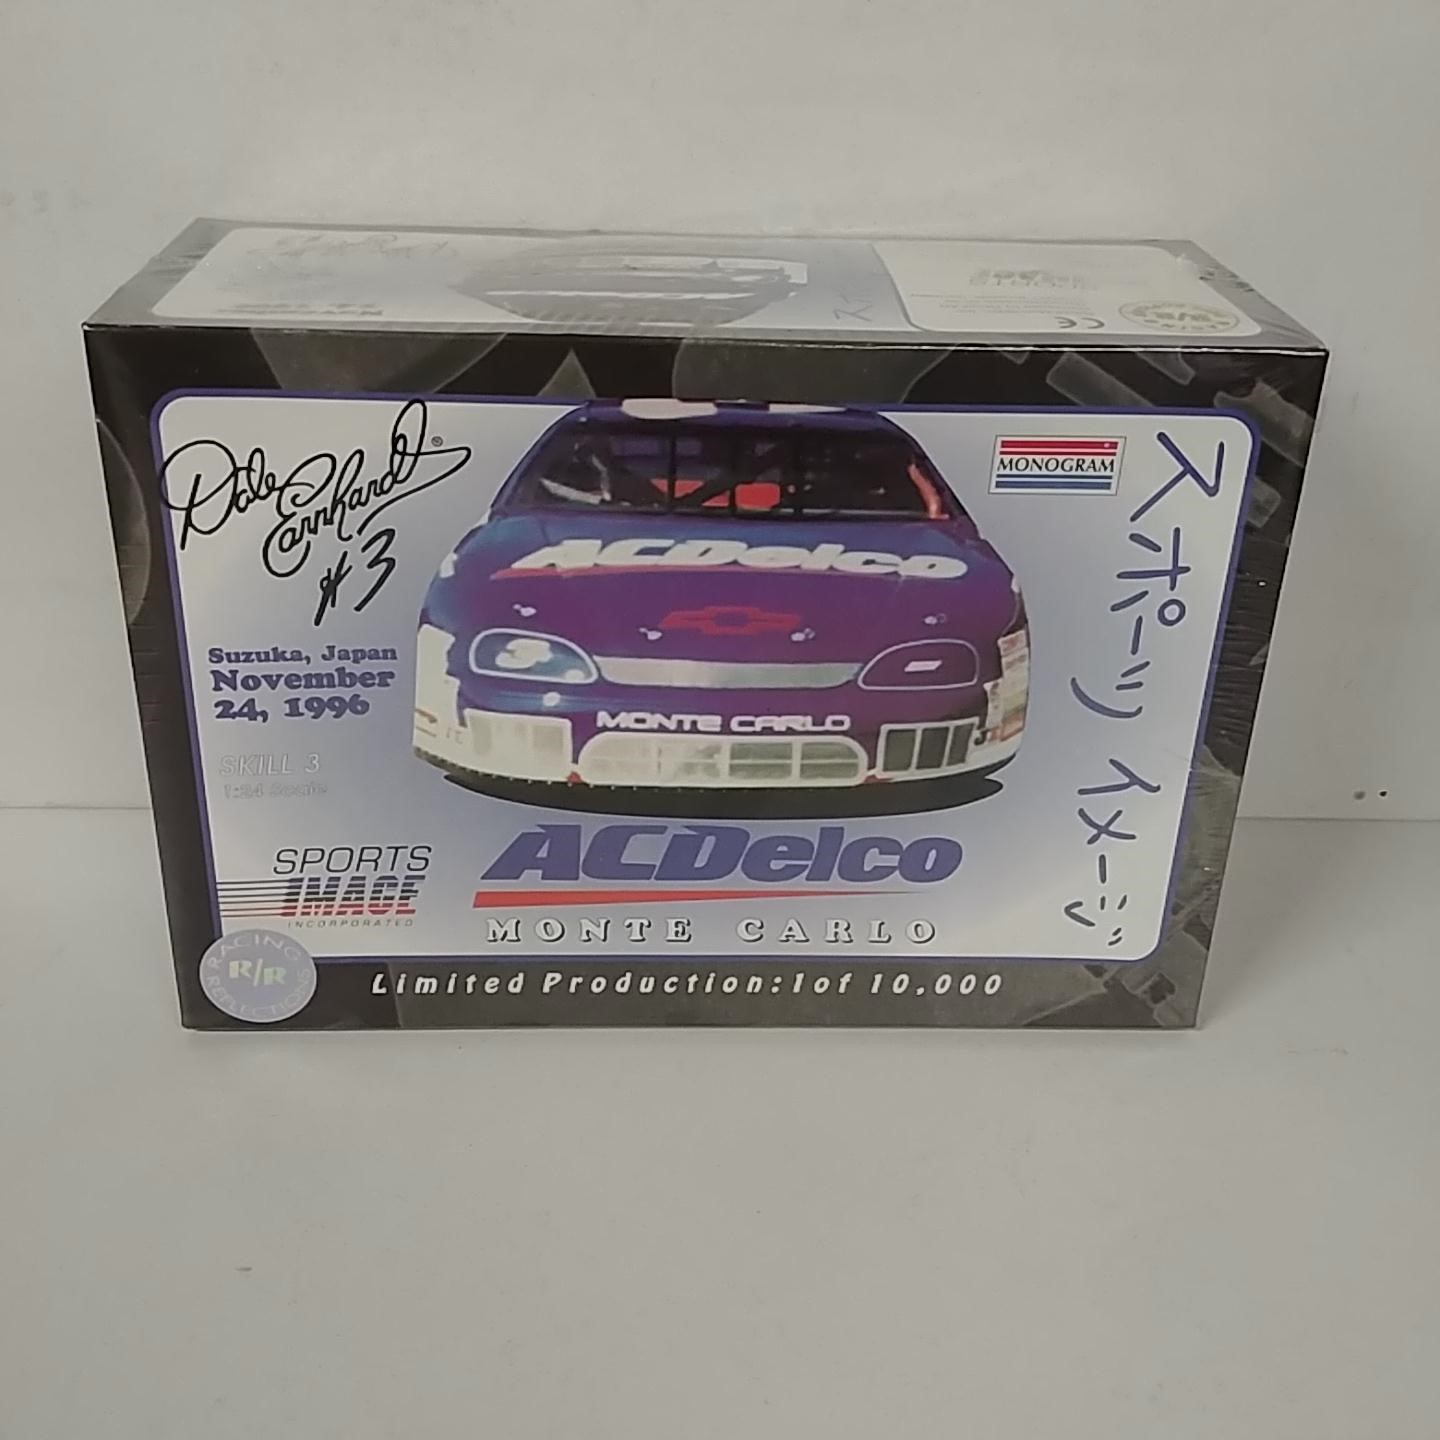 Dale Earnhardt®
#3
Suzuka, Japan
November
24, 1996
SKILL 3
1:24 Scale
SPORTS
IMAGE
INCORPORATED
RACING
R/R
REFLECTIONS
ACDelco
3
MONTE CARLO
ACDelco
MONTE CARLO
Limited Production:1of 10,000
MONOGRAM
スポーツ イメージ
CE